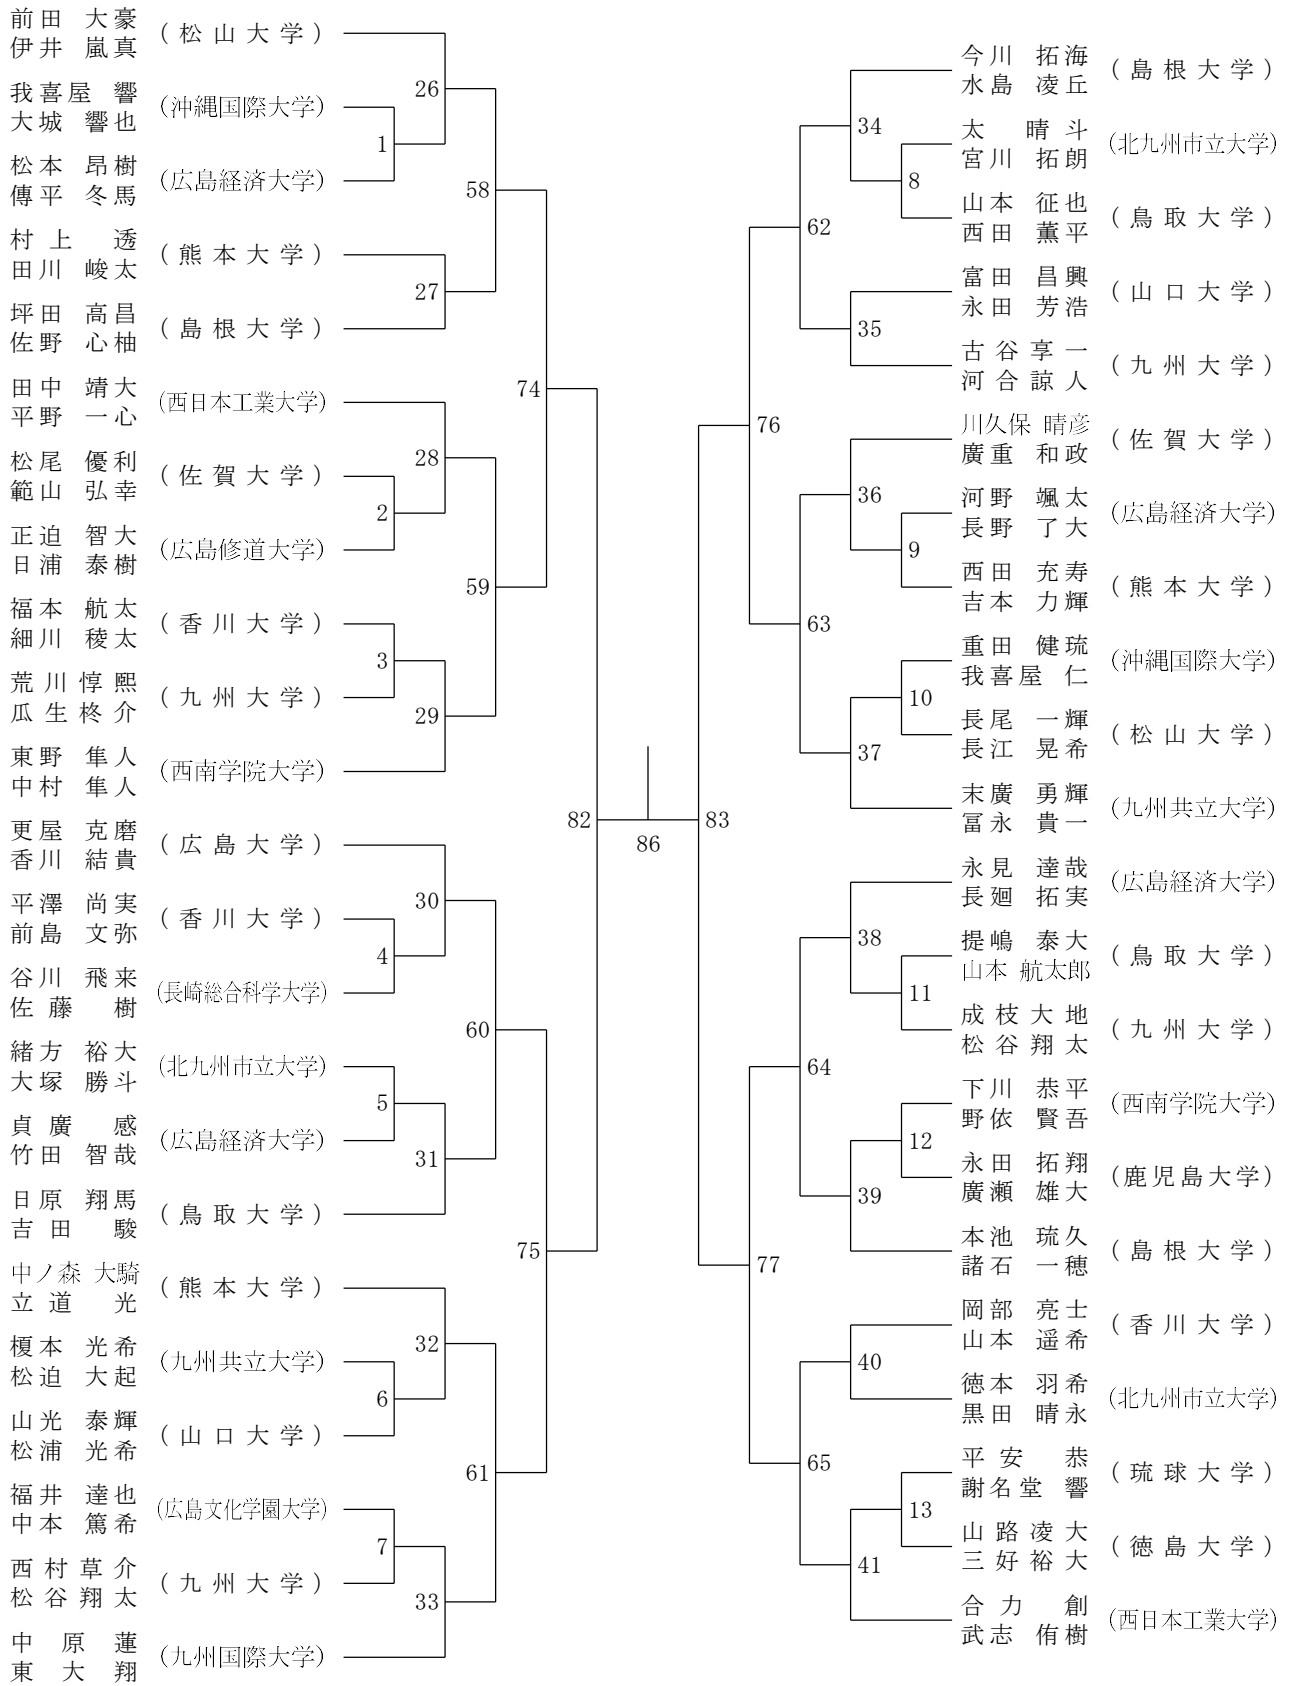 前田 大豪
伊井 嵐真
(松山大学)
我喜屋 響
大城 響也
(沖縄国際大学)
松本 昂樹
傳平 冬馬
(広島経済大学)
村上 透
田川 峻太
(熊本大学)
坪田 高昌
佐野 心柚
(島根大学)
田中 靖大
平野 一心
(西日本工業大学)
松尾 優利
範山 弘幸
(佐賀大学)
正迫 智大
日浦 泰樹
(広島修道大学)
福本 航太
細川 稜太
(香川大学)
荒川惇熙
瓜生柊介
(九州大学)
東野 隼人
中村 隼人
(西南学院大学)
更屋 克磨
香川 結貴
(広島大学)
平澤 尚実
前島 文弥
(香川大学)
谷川 飛来
佐藤 樹
(長崎総合科学大学)
緒方 裕大
大塚 勝斗
(北九州市立大学)
貞廣 感
竹田 智哉
(広島経済大学)
日原 翔馬
吉田 駿
(鳥取大学)
中ノ森 大騎
立道 光
(熊本大学)
榎本 光希
松迫 大起
(九州共立大学)
山光 泰輝
松浦 光希
(山口大学)
福井 達也
中本 篤希
(広島文化学園大学)
西村草介
松谷翔太
(九州大学)
中原蓮
東大翔
(九州国際大学)
26
1
58
27
74
28
2
59
3
29
82
30
4
60
5
31
75
32
6
61
7
33
86
83
34
8
62
35
76
36
9
63
10
37
38
11
64
12
39
77
40
65
13
41
今川 拓海
水島 凌丘
(島根大学)
太 晴斗
宮川 拓朗
(北九州市立大学)
山本 征也
西田 薫平
(鳥取大学)
富田 昌興
永田 芳浩
(山口大学)
古谷享一
河合諒人
(九州大学)
川久保 晴彦
廣重 和政
(佐賀大学)
河野 颯太
長野 了大
(広島経済大学)
西田 充寿
吉本 力輝
(熊本大学)
重田 健琉
我喜屋 仁
(沖縄国際大学)
長尾 一輝
長江 晃希
(松山大学)
末廣 勇輝
冨永 貴一
(九州共立大学)
永見 達哉
長廻 拓実
(広島経済大学)
提嶋 泰大
山本 航太郎
(鳥取大学)
成枝大地
松谷翔太
(九州大学)
下川 恭平
野依 賢吾
(西南学院大学)
永田 拓翔
廣瀬 雄大
(鹿児島大学)
本池 琉久
諸石 一穂
(島根大学)
岡部 亮士
山本 遥希
(香川大学)
徳本 羽希
黒田 晴永
(北九州市立大学)
平安 恭
謝名堂 響
(琉球大学)
山路凌大
三好裕大
(徳島大学)
合力 創
武志 侑樹
(西日本工業大学)